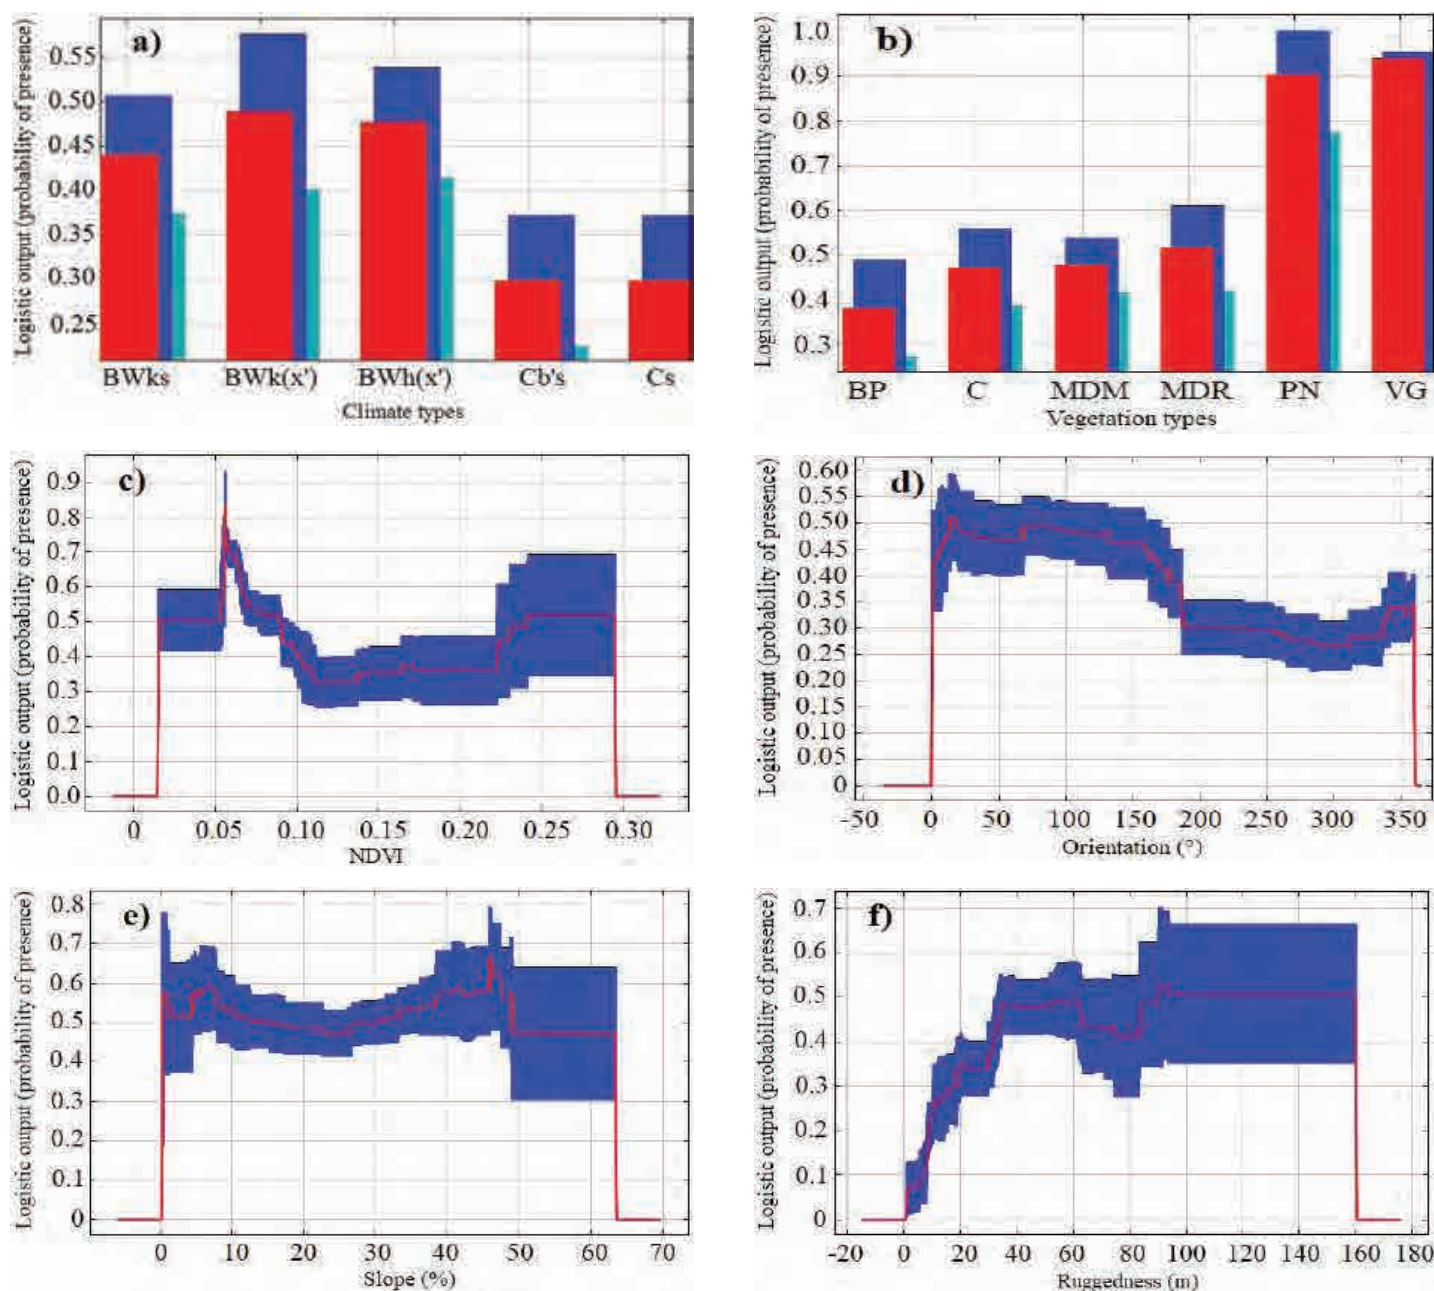 a)
Logistic output (probability of presence)
0.55
0.50
0.45
0.40
0.35
0.30
0.25
BWks BWk(x') BWh(x') Cb's Cs
Climate types
b)
Logistic output (probability of presence)
1.0
0.9
0.8
0.7
0.6
0.5
0.4
0.3
BP C MDM MDR PN VG
Vegetation types
c)
Logistic output (probability of presence)
0.9
0.8
0.7
0.6
0.5
0.4
0.3
0.2
0.1
0.0
0 0.05 0.10 0.15 0.20 0.25 0.30
NDVI
d)
Logistic output (probability of presence)
0.60
0.55
0.50
0.45
0.40
0.35
0.30
0.25
0.20
0.15
0.10
0.05
0
-50 0 50 100 150 200 250 300 350
Orientation (°)
e)
Logistic output (probability of presence)
0.8
0.7
0.6
0.5
0.4
0.3
0.2
0.1
0
0 10 20 30 40 50 60 70
Slope (%)
f)
Logistic output (probability of presence)
0.7
0.6
0.5
0.4
0.3
0.2
0.1
0
-20 0 20 40 60 80 100 120 140 160 180
Ruggedness (m)